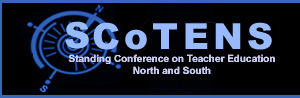 N
SCoTENS
Standing Conference on Teacher Education
North and South
S